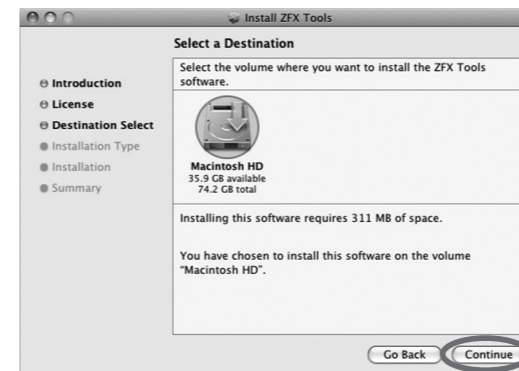 Install ZFX Tools
Select a Destination
Introduction
License
Destination Select
Installation Type
Installation
Summary
Select the volume where you want to install the ZFX Tools
software.
Macintosh HD
35.9 GB available
74.2 GB total
Installing this software requires 311 MB of space.
You have chosen to install this software on the volume
“Macintosh HD”.
Go Back
Continue